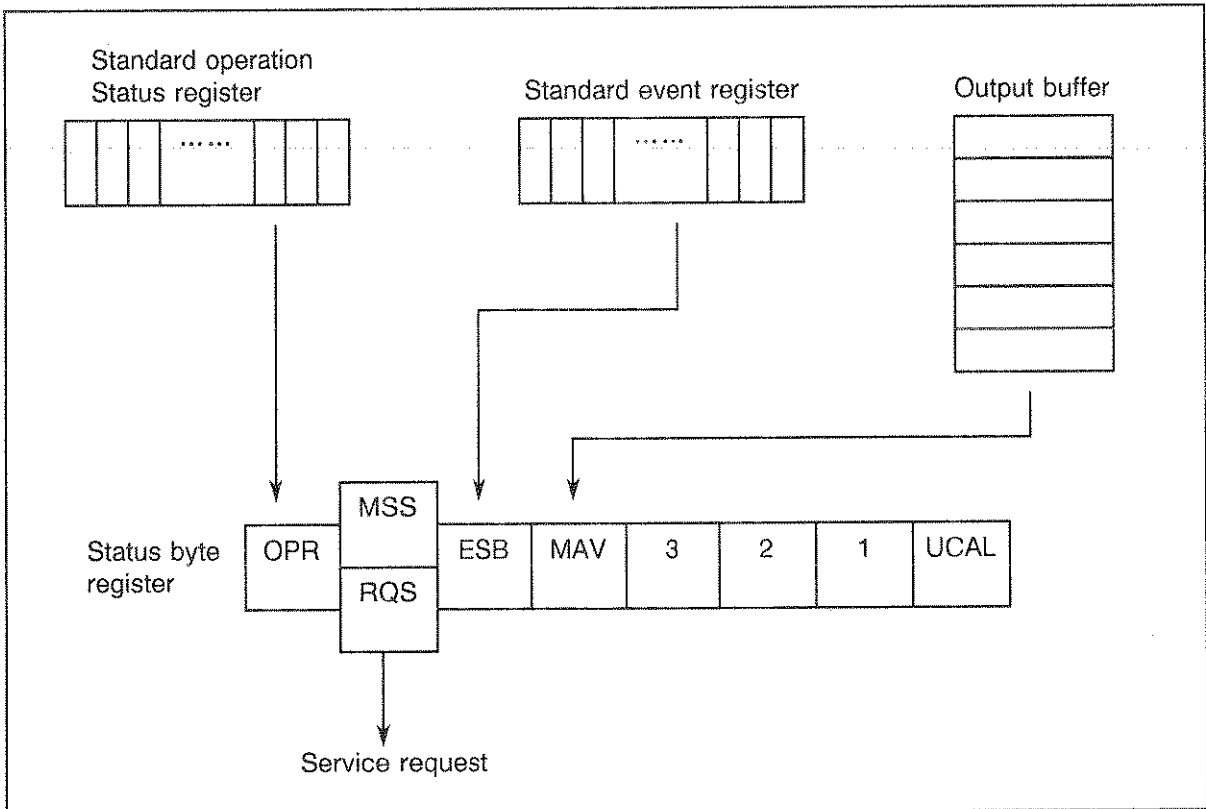 Standard operation
Status register
Standard event register
Output buffer
......
......
Status byte
register
OPR
MSS
RQS
ESB
MAV
3
2
1
UCAL
Service request